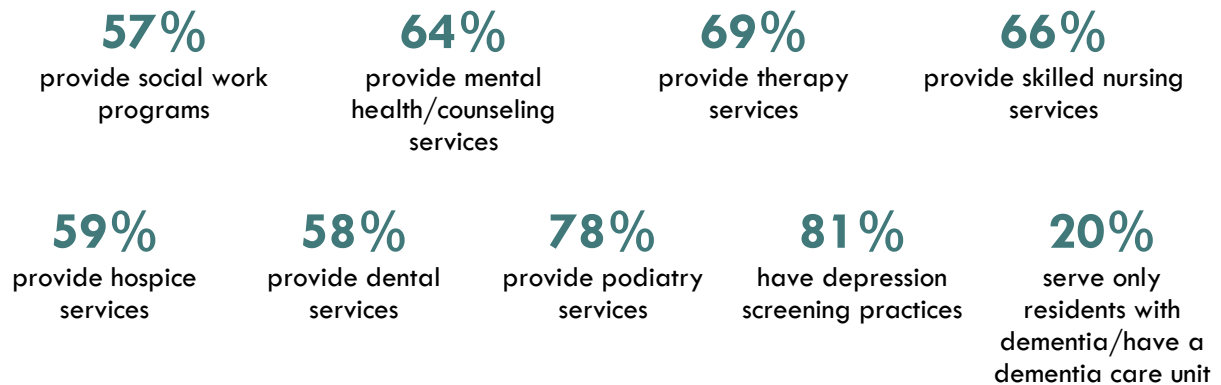 57%
provide social work
programs
64%
provide mental
health/counseling
services
69%
provide therapy
services
66%
provide skilled nursing
services
59%
provide hospice
services
58%
provide dental
services
78%
provide podiatry
services
81%
have depression
screening practices
20%
serve only
residents with
dementia/have a
dementia care unit